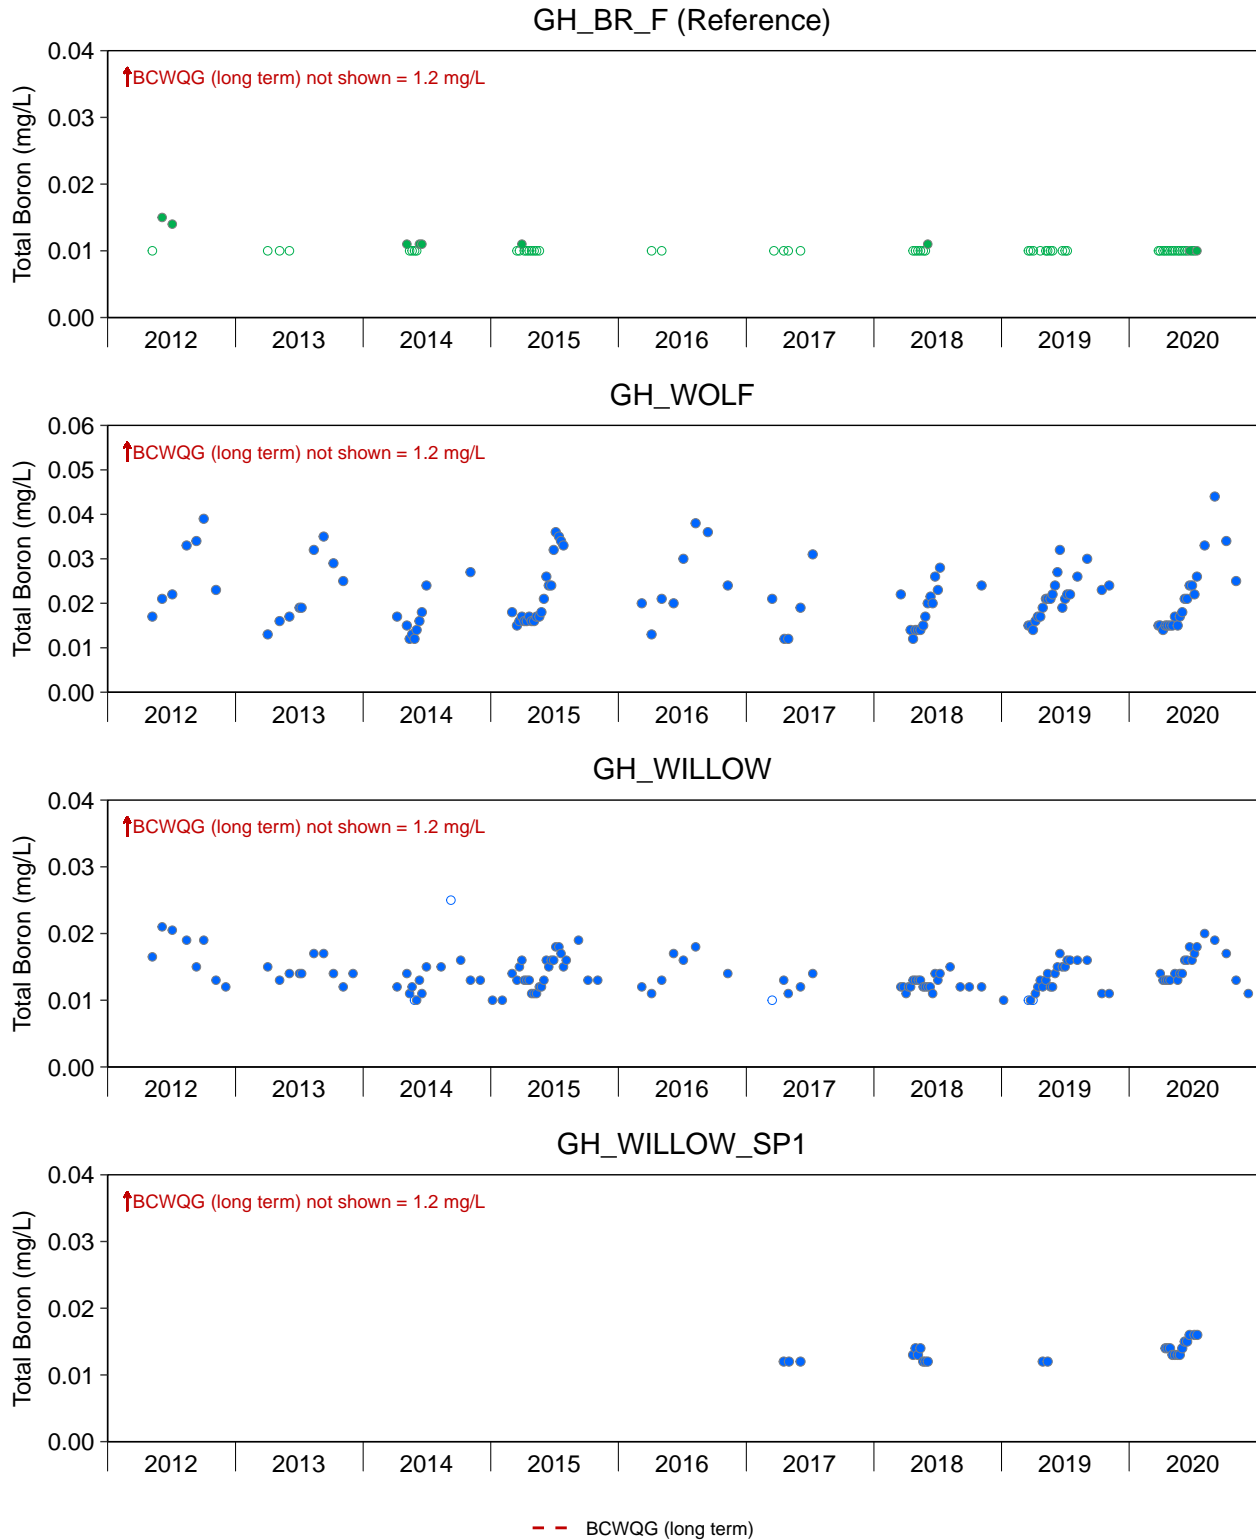 GH_BR_F (Reference)
Total Boron (mg/L)
0.04
0.03
0.02
0.01
0.00
BCWQG (long term) not shown = 1.2 mg/L
2012 2013 2014 2015 2016 2017 2018 2019 2020
GH_WOLF
Total Boron (mg/L)
0.06
0.05
0.04
0.03
0.02
0.01
0.00
BCWQG (long term) not shown = 1.2 mg/L
2012 2013 2014 2015 2016 2017 2018 2019 2020
GH_WILLOW
Total Boron (mg/L)
0.04
0.03
0.02
0.01
0.00
BCWQG (long term) not shown = 1.2 mg/L
2012 2013 2014 2015 2016 2017 2018 2019 2020
GH_WILLOW_SP1
Total Boron (mg/L)
0.04
0.03
0.02
0.01
0.00
BCWQG (long term) not shown = 1.2 mg/L
2012 2013 2014 2015 2016 2017 2018 2019 2020
BCWQG (long term)